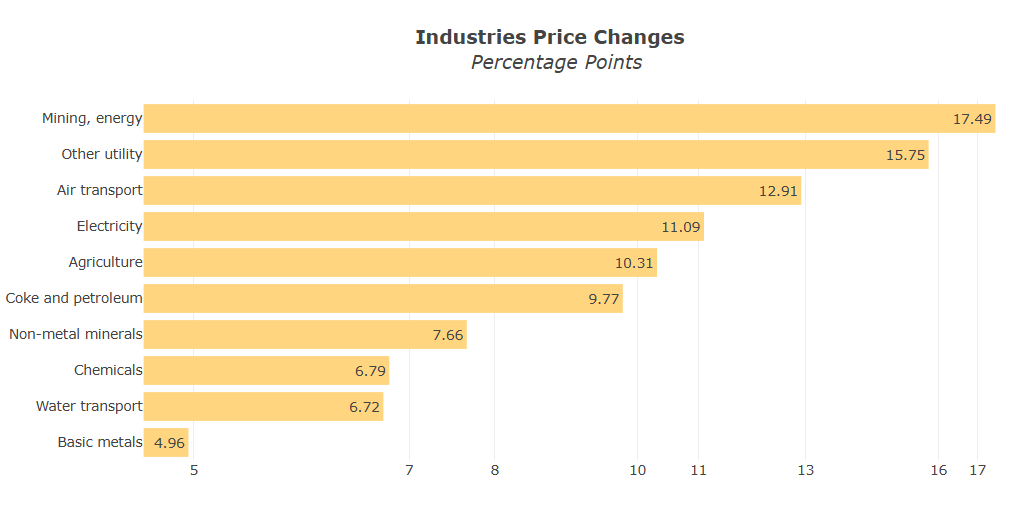 Industries Price Changes
Percentage Points
Mining, energy 17.49
Other utility 15.75
Air transport 12.91
Electricity 11.09
Agriculture 10.31
Coke and petroleum 9.77
Non-metal minerals 7.66
Chemicals 6.79
Water transport 6.72
Basic metals 4.96
5 7 8 10 11 13 16 17